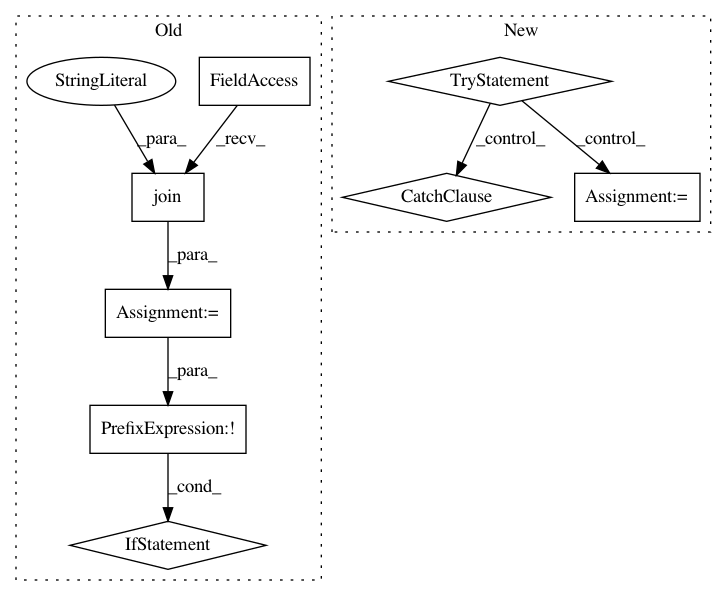 Old
New
StringLiteral
FieldAccess
TryStatement
_para_
_recv_
_control_
_control_
join
CatchClause
Assignment:=
_para_
Assignment:=
_para_
PrefixExpression:!
_cond_
IfStatement